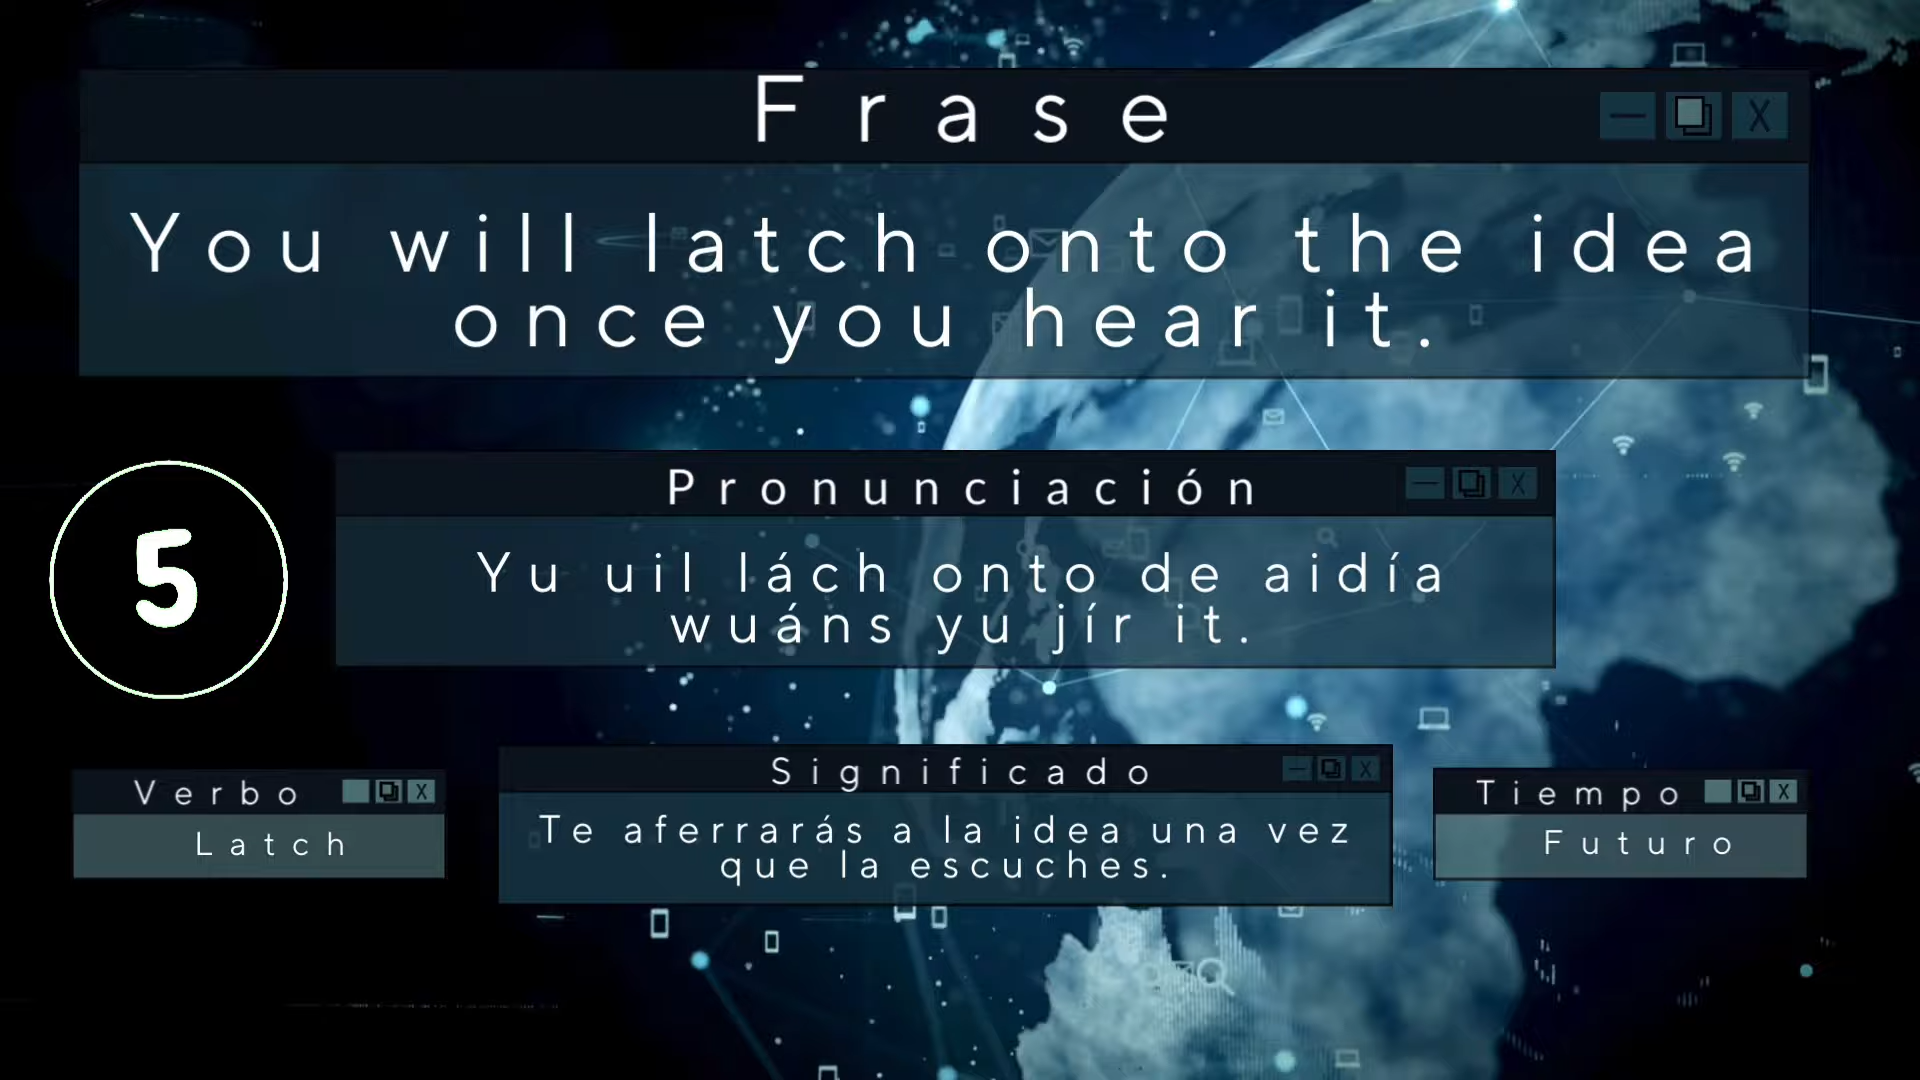 Frase
You will latch onto the idea
once you hear it.
5
Pronunciación
Yu uil lách onto de aidía
wuáns yu jír it.
Verbo
Latch
Significado
Te aferrarás a la idea una vez
que la escuches.
Tiempo
Futuro